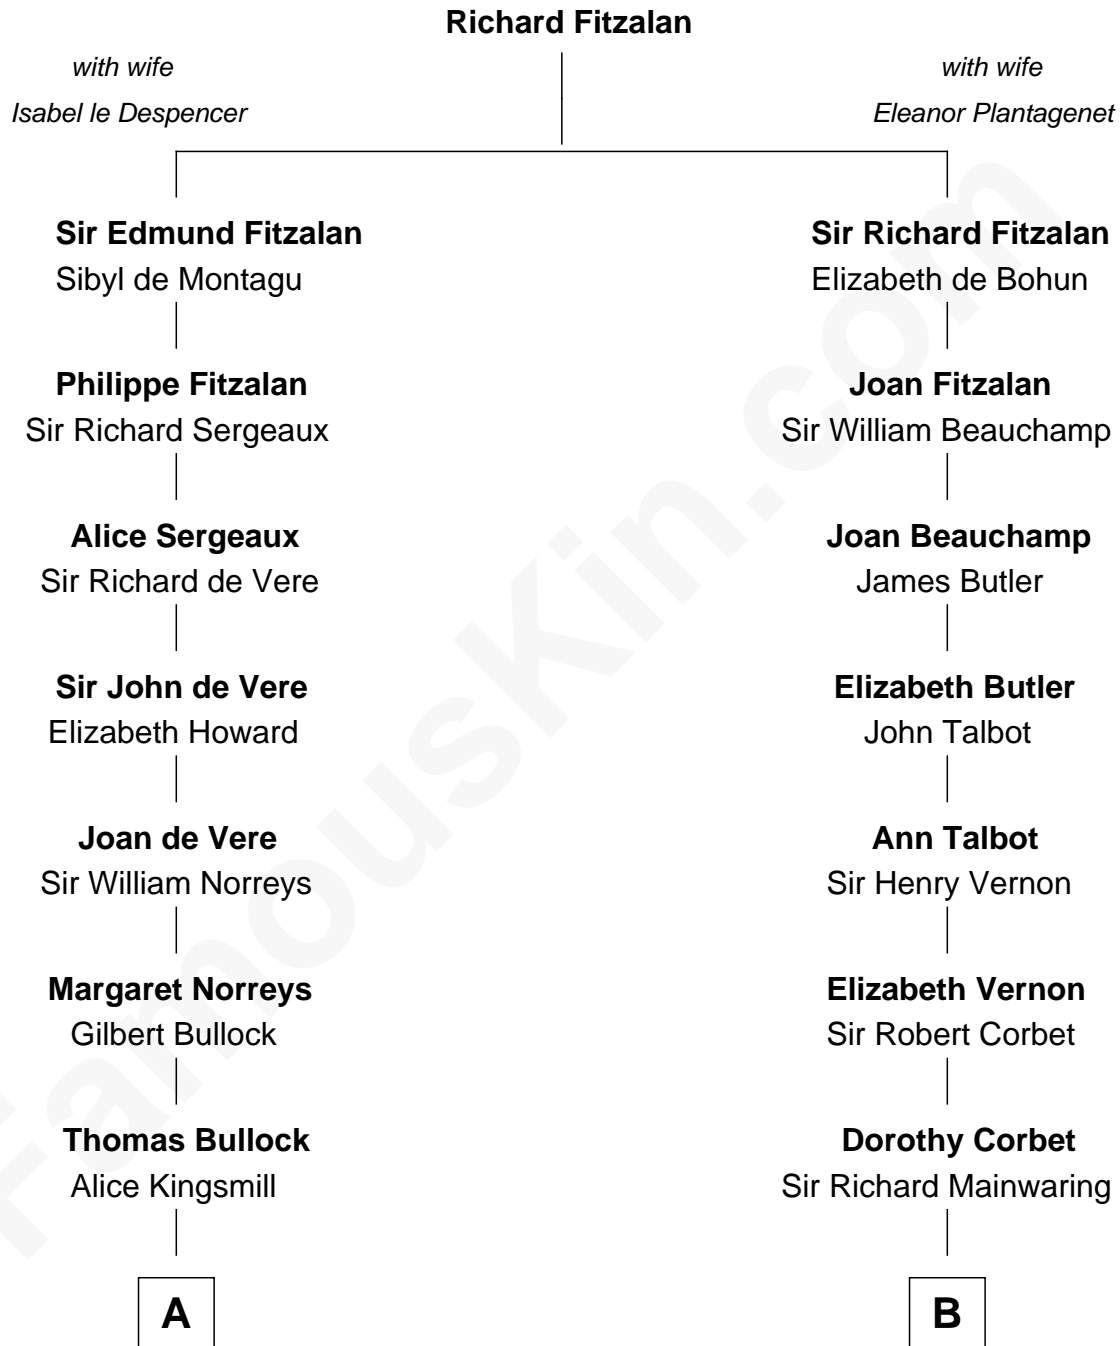 Richard Fitzalan
with wife
Isabel le Despencer
with wife
Eleanor Plantagenet
Sir Edmund Fitzalan
Sibyl de Montagu
Sir Richard Fitzalan
Elizabeth de Bohun
Philippe Fitzalan
Sir Richard Sergeaux
Joan Fitzalan
Sir William Beauchamp
Alice Sergeaux
Sir Richard de Vere
Joan Beauchamp
James Butler
Sir John de Vere
Elizabeth Howard
Elizabeth Butler
John Talbot
Joan de Vere
Sir William Norreys
Ann Talbot
Sir Henry Vernon
Margaret Norreys
Gilbert Bullock
Elizabeth Vernon
Sir Robert Corbet
Thomas Bullock
Alice Kingsmill
Dorothy Corbet
Sir Richard Mainwaring
A
B
FamousKin.com